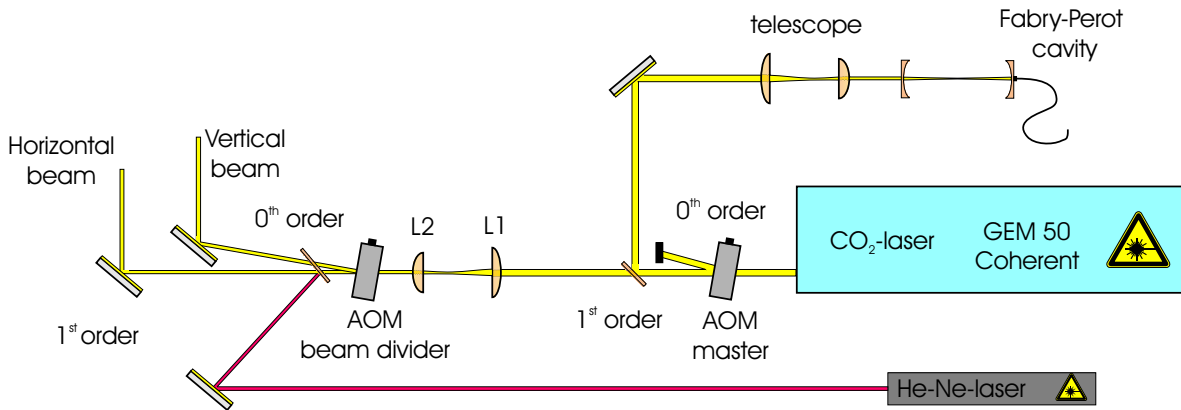 telescope
Fabry-Perot
cavity
Horizontal
beam
Vertical
beam
0th order
L2
L1
0th order
CO2-laser
GEM 50
Coherent
1st order
AOM
beam divider
1st order
AOM
master
He-Ne-laser